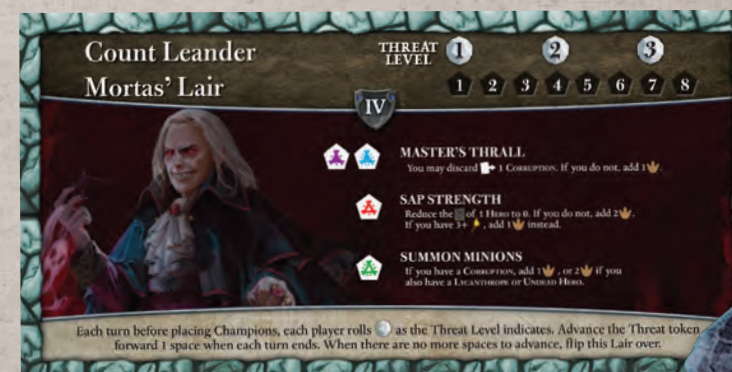 Count Leander
Mortas' Lair
THREAT LEVEL 1 2 3
1 2 3 4 5 6 7 8
IV
MASTER'S THRALL
You may discard 1 CORRUPTION. If you do not, add 1.
SAP STRENGTH
Reduce the of 1 HERO to 0. If you do not, add 2.
If you have 3+ , add 1 instead.
SUMMON MINIONS
If you have a CORRUPTION, add 1 , or 2 if you
also have a LYCANTHROPE or UNDEAD HERO.
Each turn before placing Champions, each player rolls as the Threat Level indicates. Advance the Threat token
forward 1 space when each turn ends. When there are no more spaces to advance, flip this Lair over.